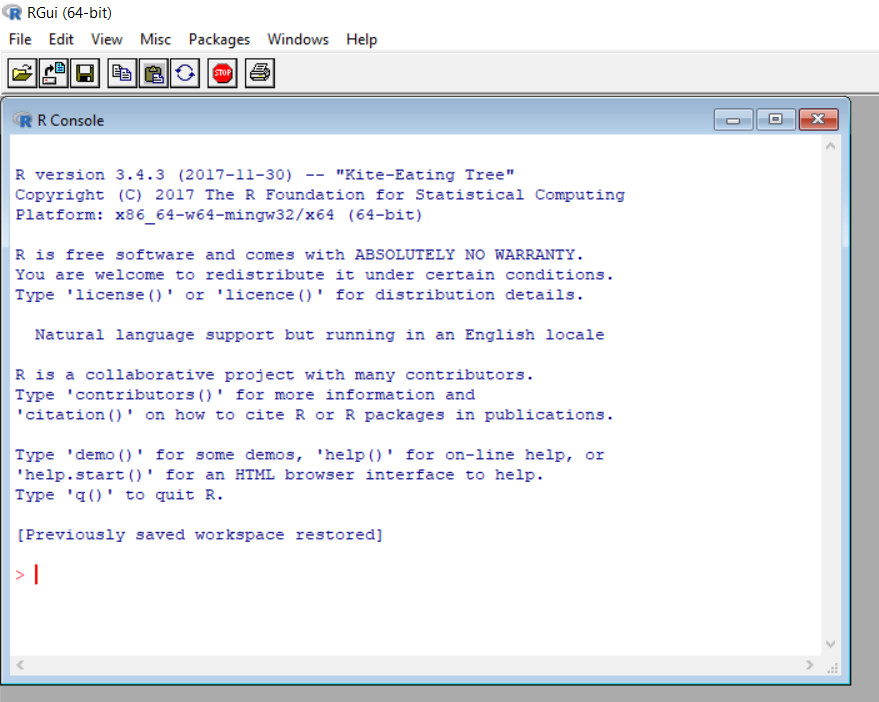 RGui (64-bit)
File Edit View Misc Packages Windows Help
STOP
R Console
R version 3.4.3 (2017-11-30) -- "Kite-Eating Tree"
Copyright (C) 2017 The R Foundation for Statistical Computing
Platform: x86_64-w64-mingw32/x64 (64-bit)
R is free software and comes with ABSOLUTELY NO WARRANTY.
You are welcome to redistribute it under certain conditions.
Type 'license()' or 'licence()' for distribution details.
Natural language support but running in an English locale
R is a collaborative project with many contributors.
Type 'contributors()' for more information and
'citation()' on how to cite R or R packages in publications.
Type 'demo()' for some demos, 'help()' for on-line help, or
'help.start()' for an HTML browser interface to help.
Type 'q()' to quit R.
[Previously saved workspace restored]
>